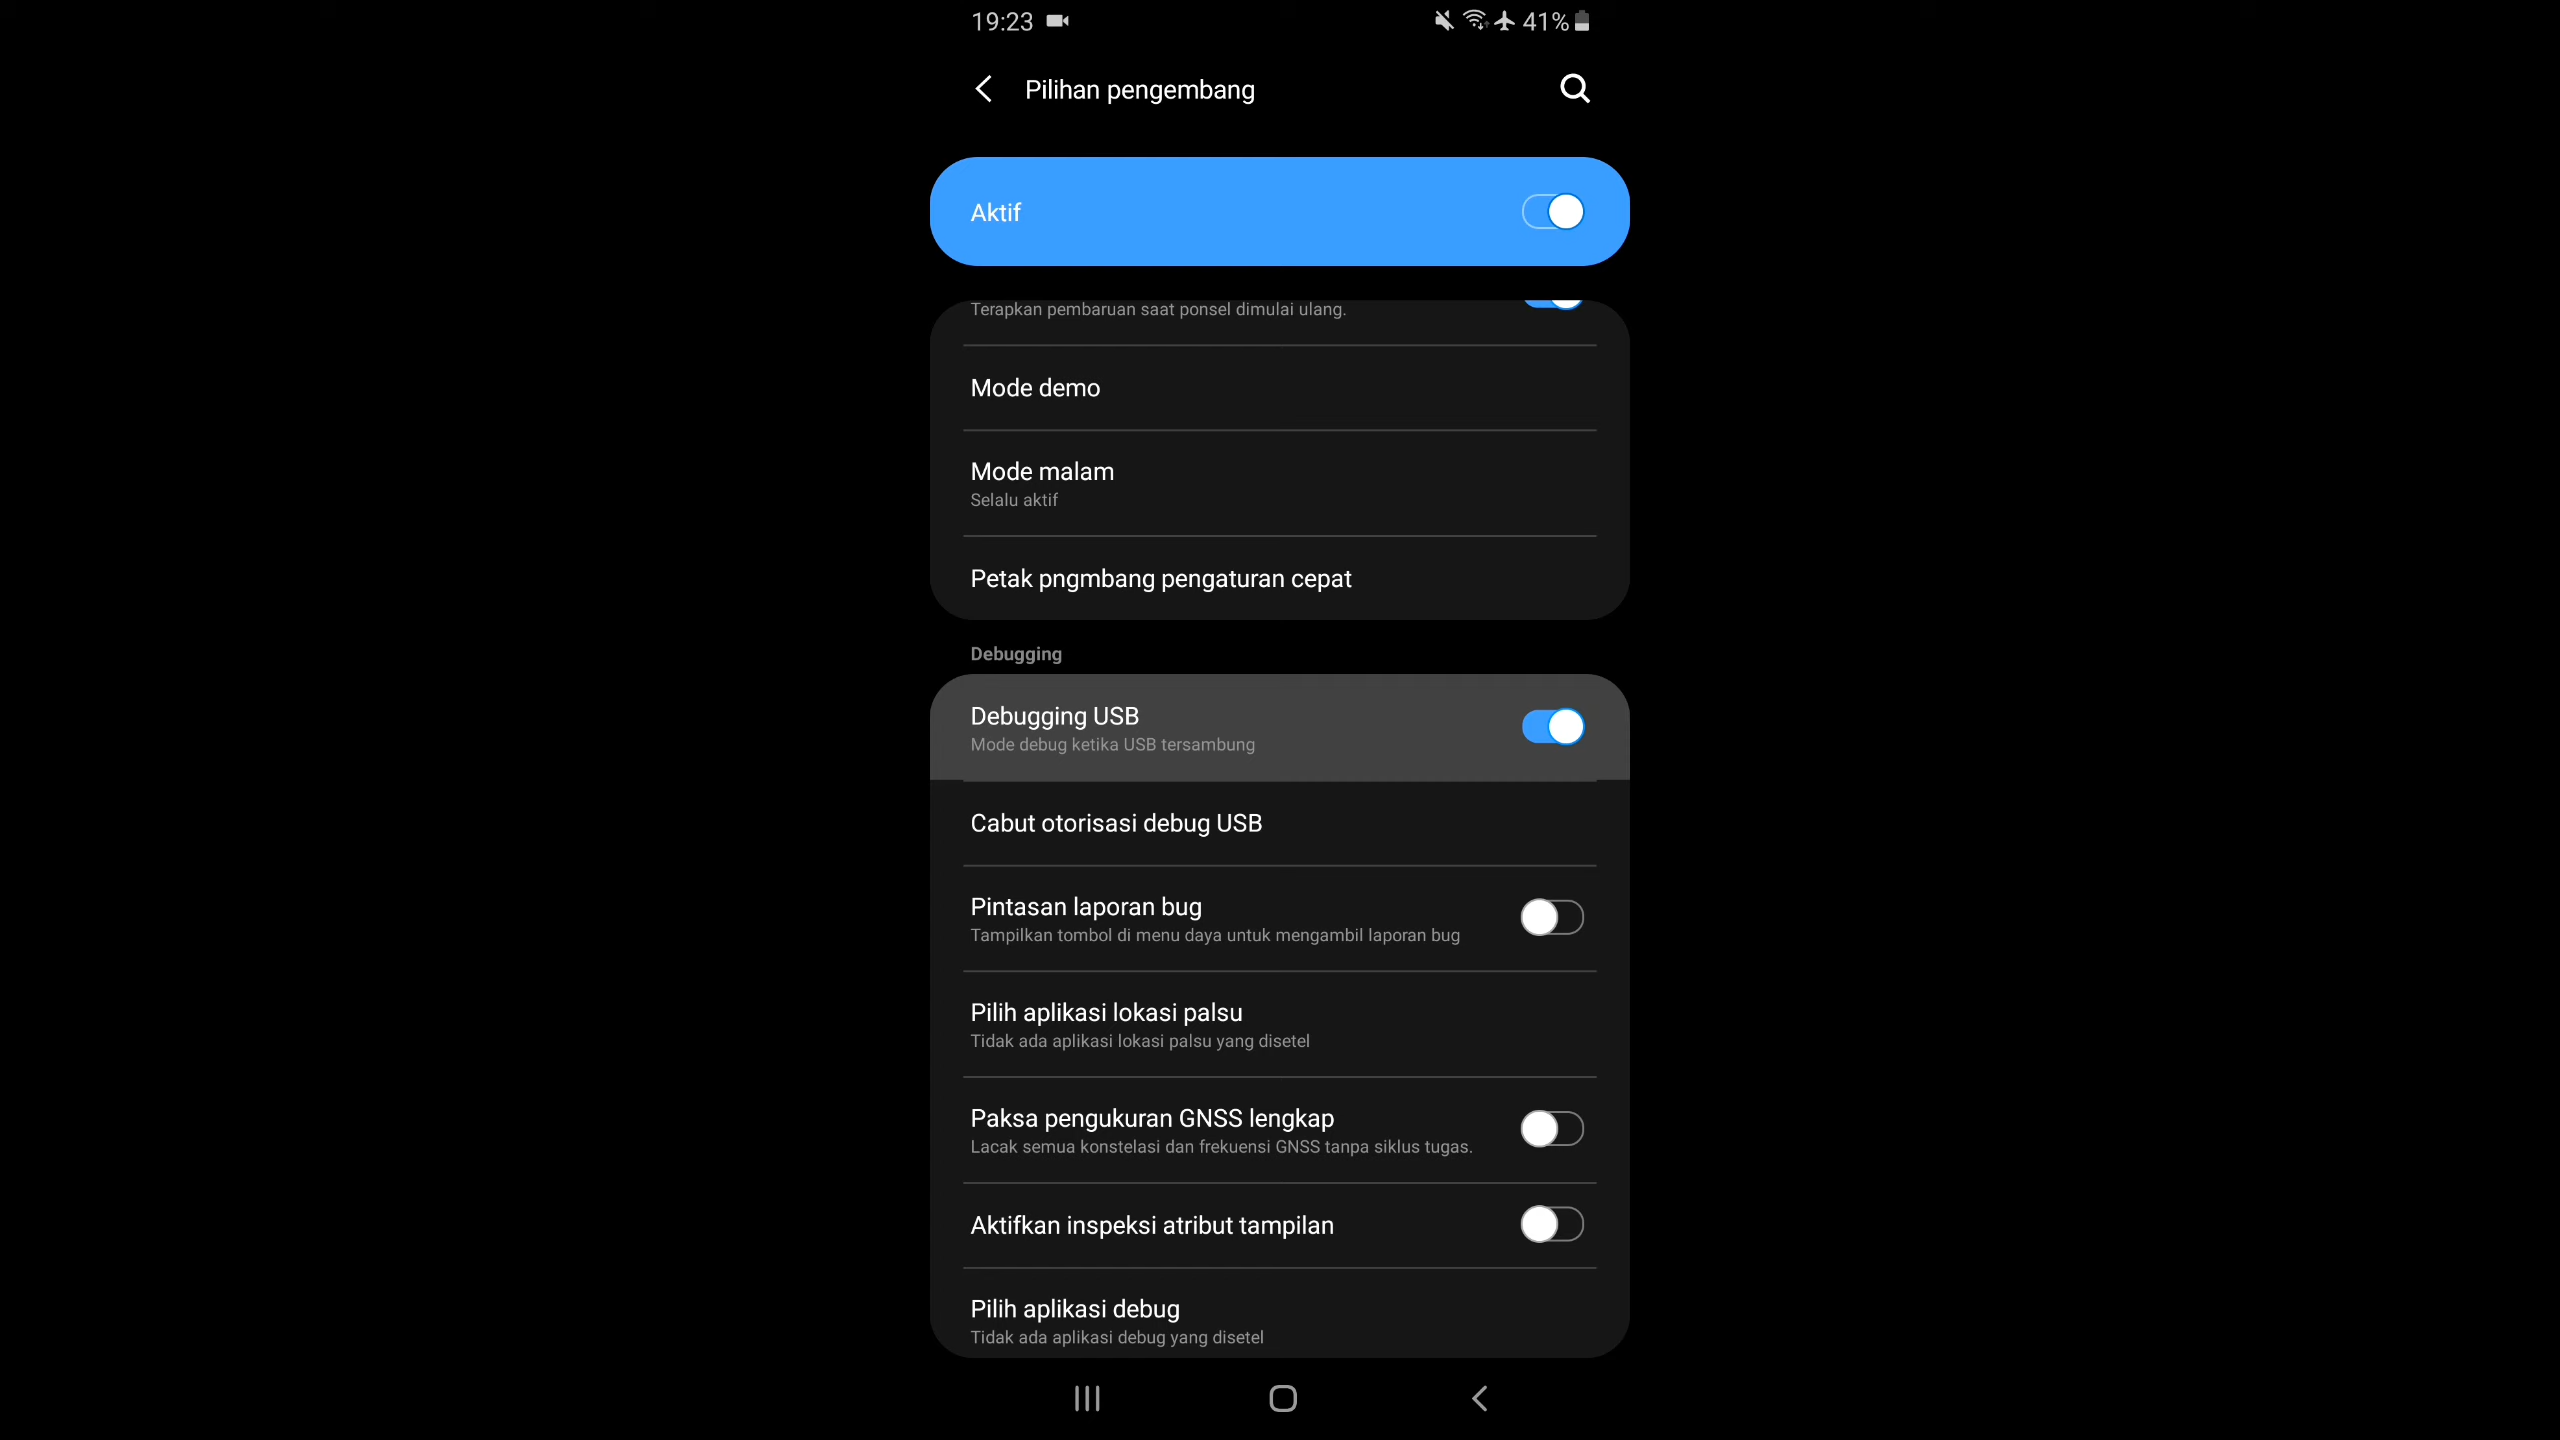 19:23
41%
Pilihan pengembang
Aktif
Terapkan pembaruan saat ponsel dimulai ulang.
Mode demo
Mode malam
Selalu aktif
Petak pngmbang pengaturan cepat
Debugging
Debugging USB
Mode debug ketika USB tersambung
Cabut otorisasi debug USB
Pintasan laporan bug
Tampilkan tombol di menu daya untuk mengambil laporan bug
Pilih aplikasi lokasi palsu
Tidak ada aplikasi lokasi palsu yang disetel
Paksa pengukuran GNSS lengkap
Lacak semua konstelasi dan frekuensi GNSS tanpa siklus tugas.
Aktifkan inspeksi atribut tampilan
Pilih aplikasi debug
Tidak ada aplikasi debug yang disetel